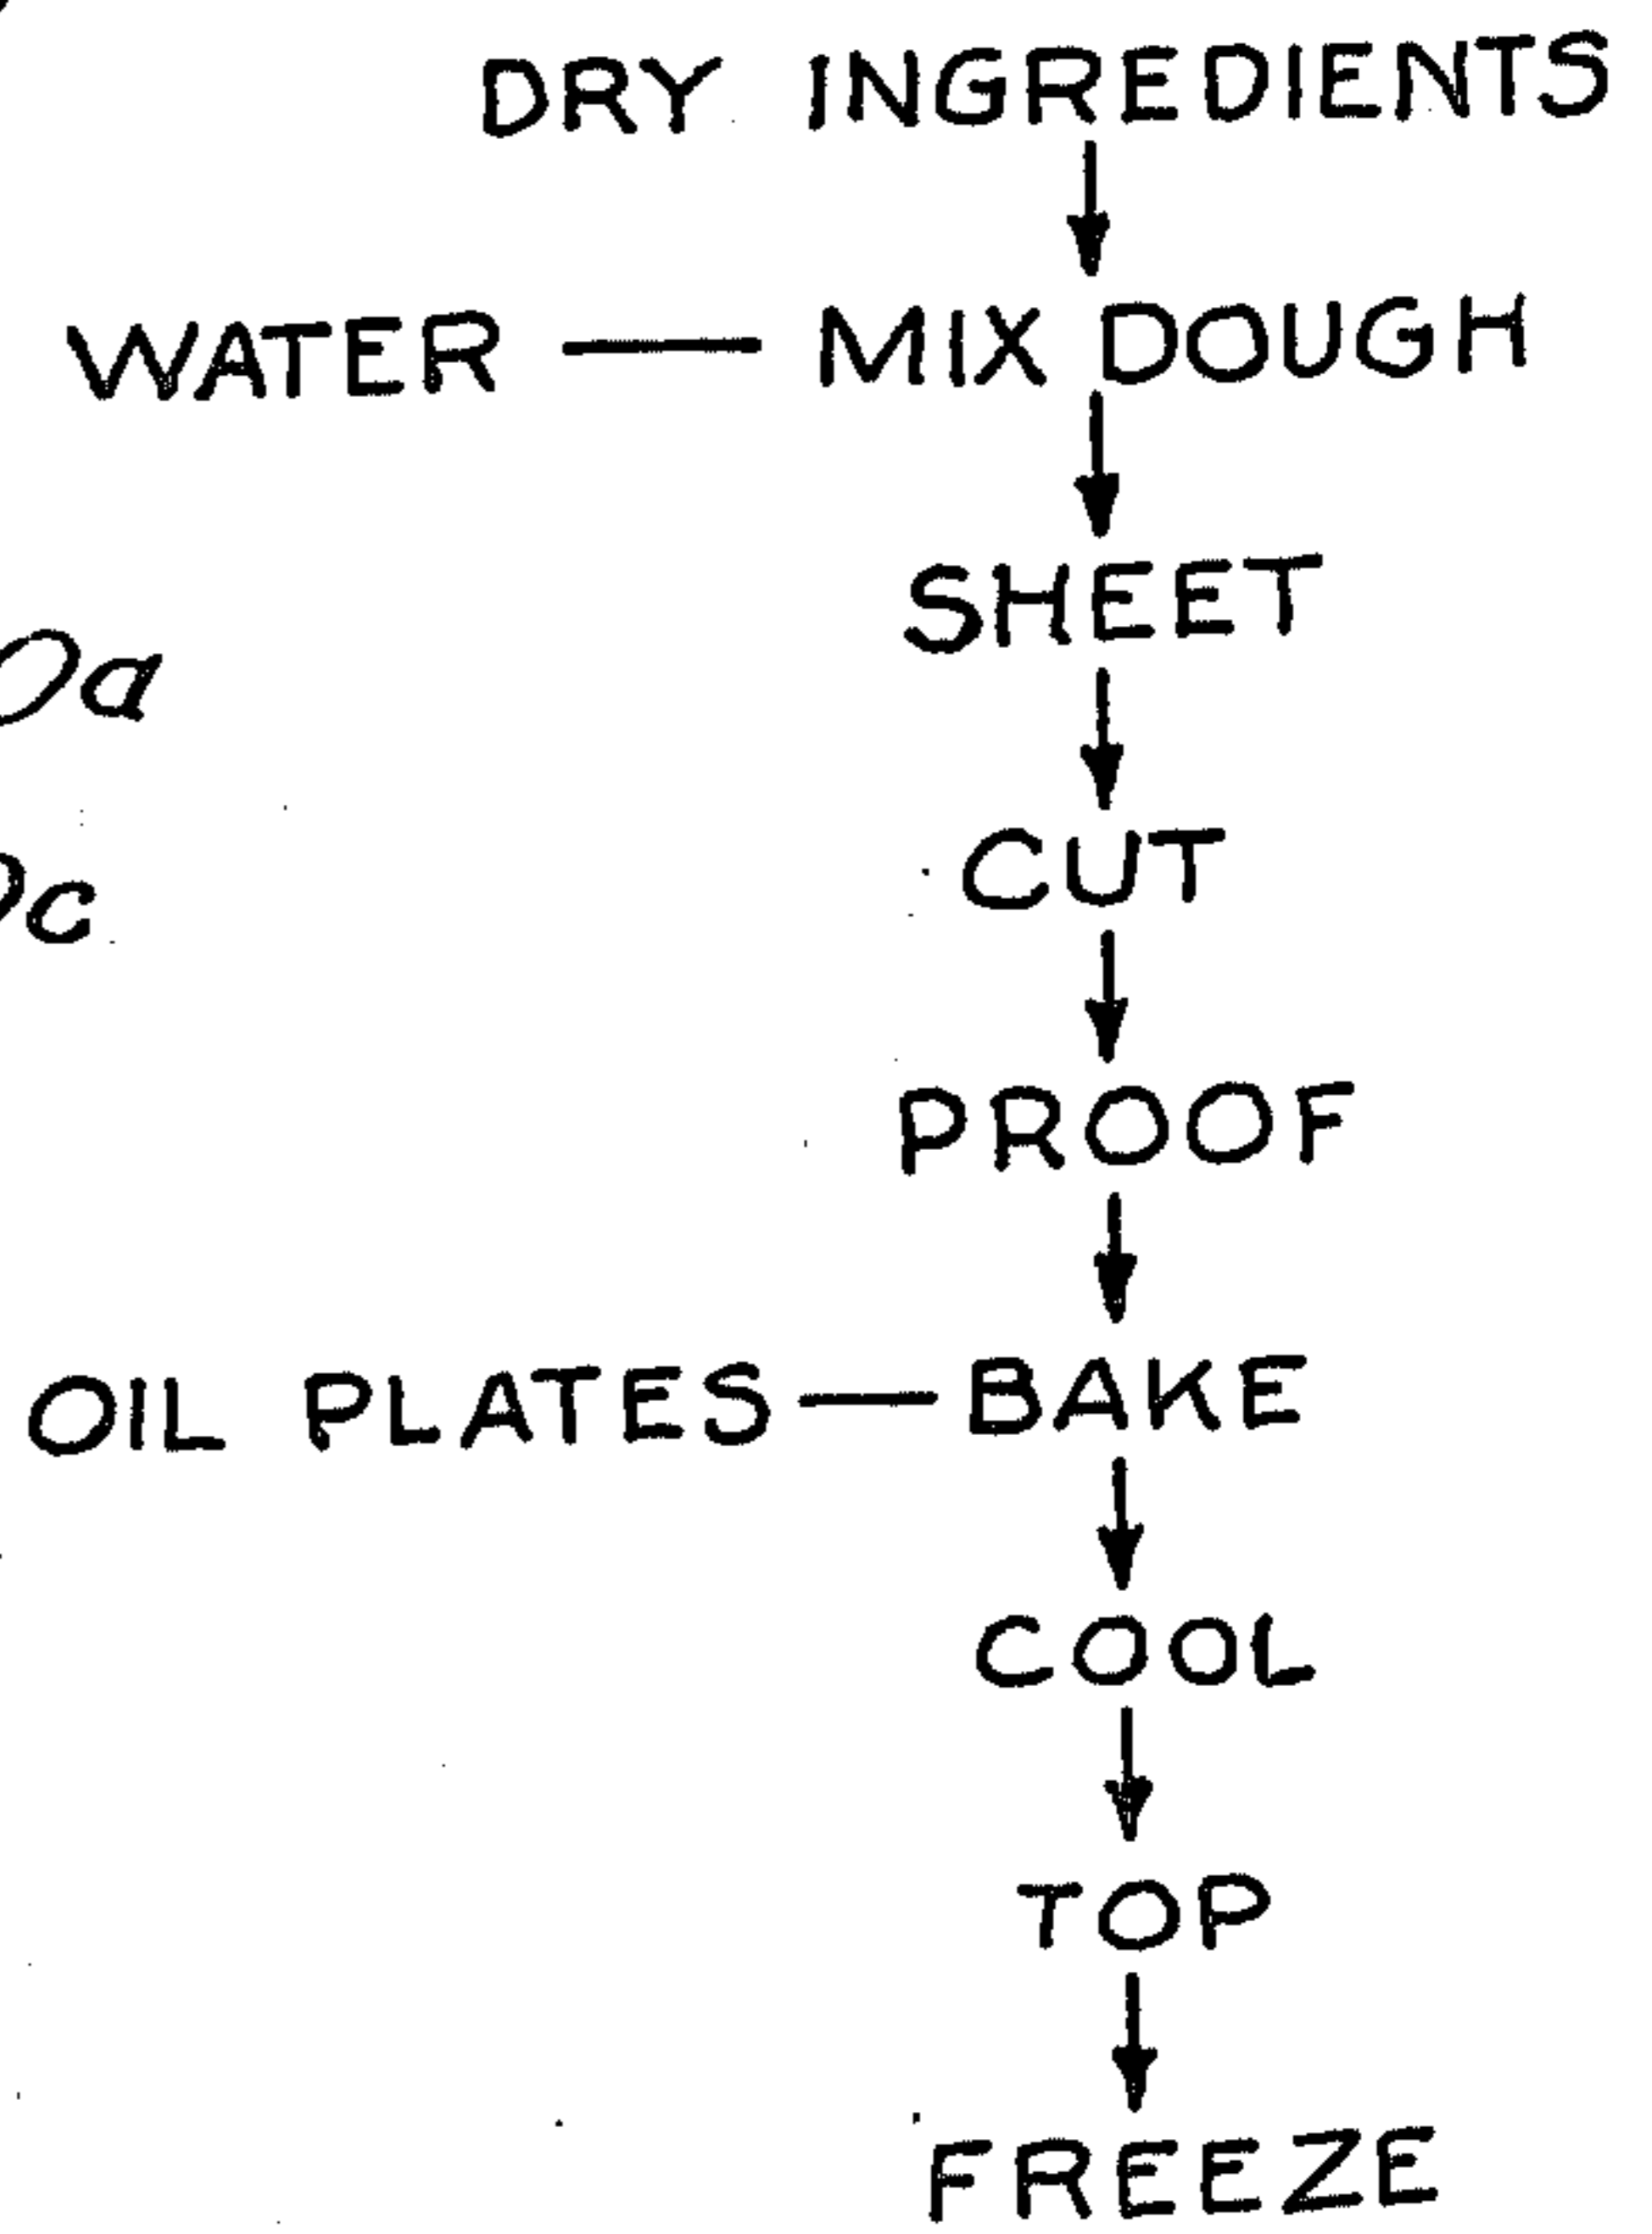 DRY INGREDIENTS
WATER — MIX DOUGH
SHEET
a
CUT
c
PROOF
OIL PLATES — BAKE
COOL
TOP
FREEZE